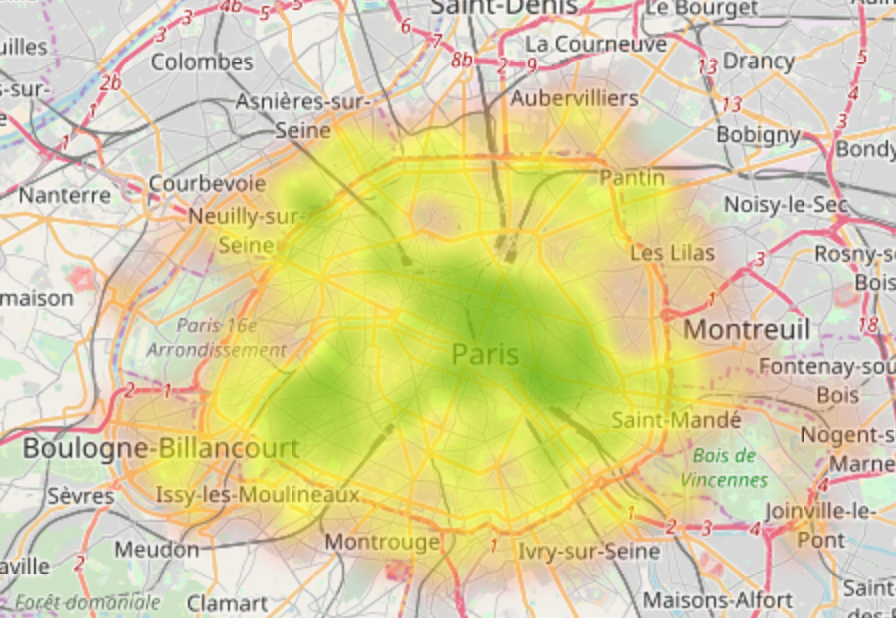 Saint-Denis
Le Bourget
4b
5
3
3
6
7
La Courneuve
uilles
Colombes
8b
2
9
13
Drancy
5
2b
4
s-sur-
Asnières-sur-
Seine
Aubervilliers
13
3
1
Bobigny
Bondy
Nanterre
Courbevoie
Pantin
Neuilly-sur-
Seine
Noisy-le-Sec
Les Lilas
3
Rosny-s
Bois
maison
1
Paris 16e
Arrondissement
Montreuil
18
Paris
Fontenay-sou
Bois
2
1
Saint-Mandé
Nogent-s
Boulogne-Billancourt
Bois de
Vincennes
Marne
4
Sèvres
Issy-les-Moulineaux
1
2
3
4
Joinville-le-
Pont
Meudon
Montrouge
1
Ivry-sur-Seine
aville
2
Forêt domaniale
Clamart
Maisons-Alfort
Saint-
des-F